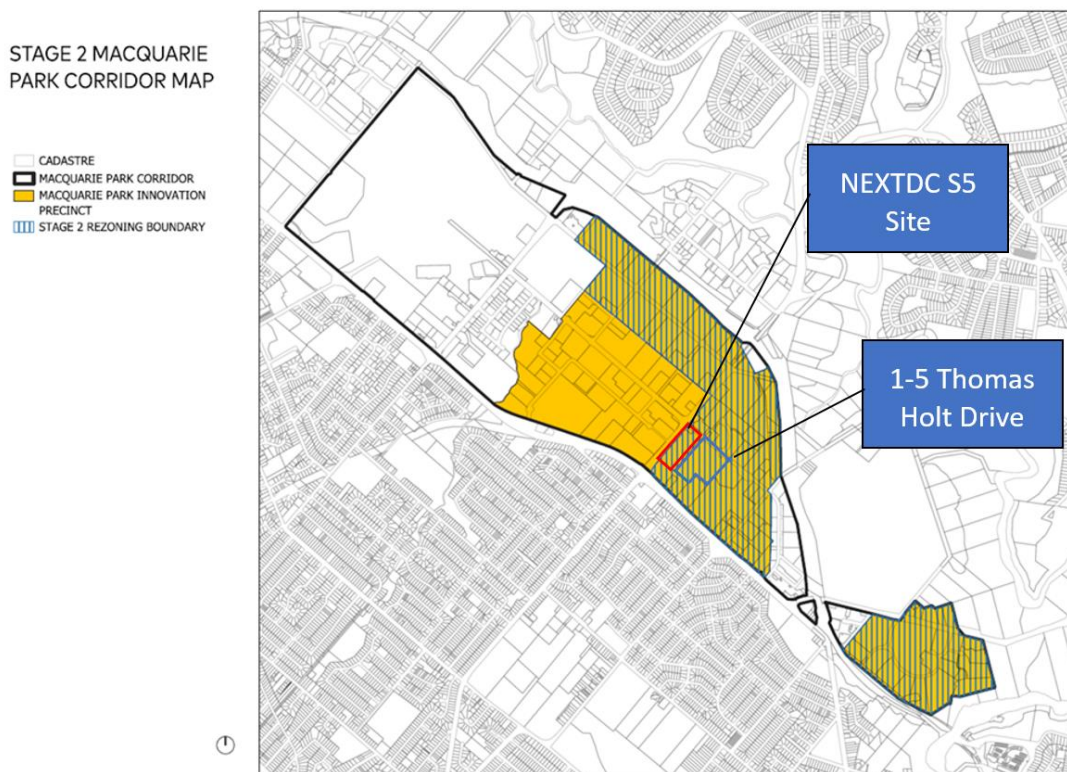 STAGE 2 MACQUARIE
PARK CORRIDOR MAP
CADASTRE
MACQUARIE PARK CORRIDOR
MACQUARIE PARK INNOVATION
PRECINCT
STAGE 2 REZONING BOUNDARY
NEXTDC S5
Site
1-5 Thomas
Holt Drive